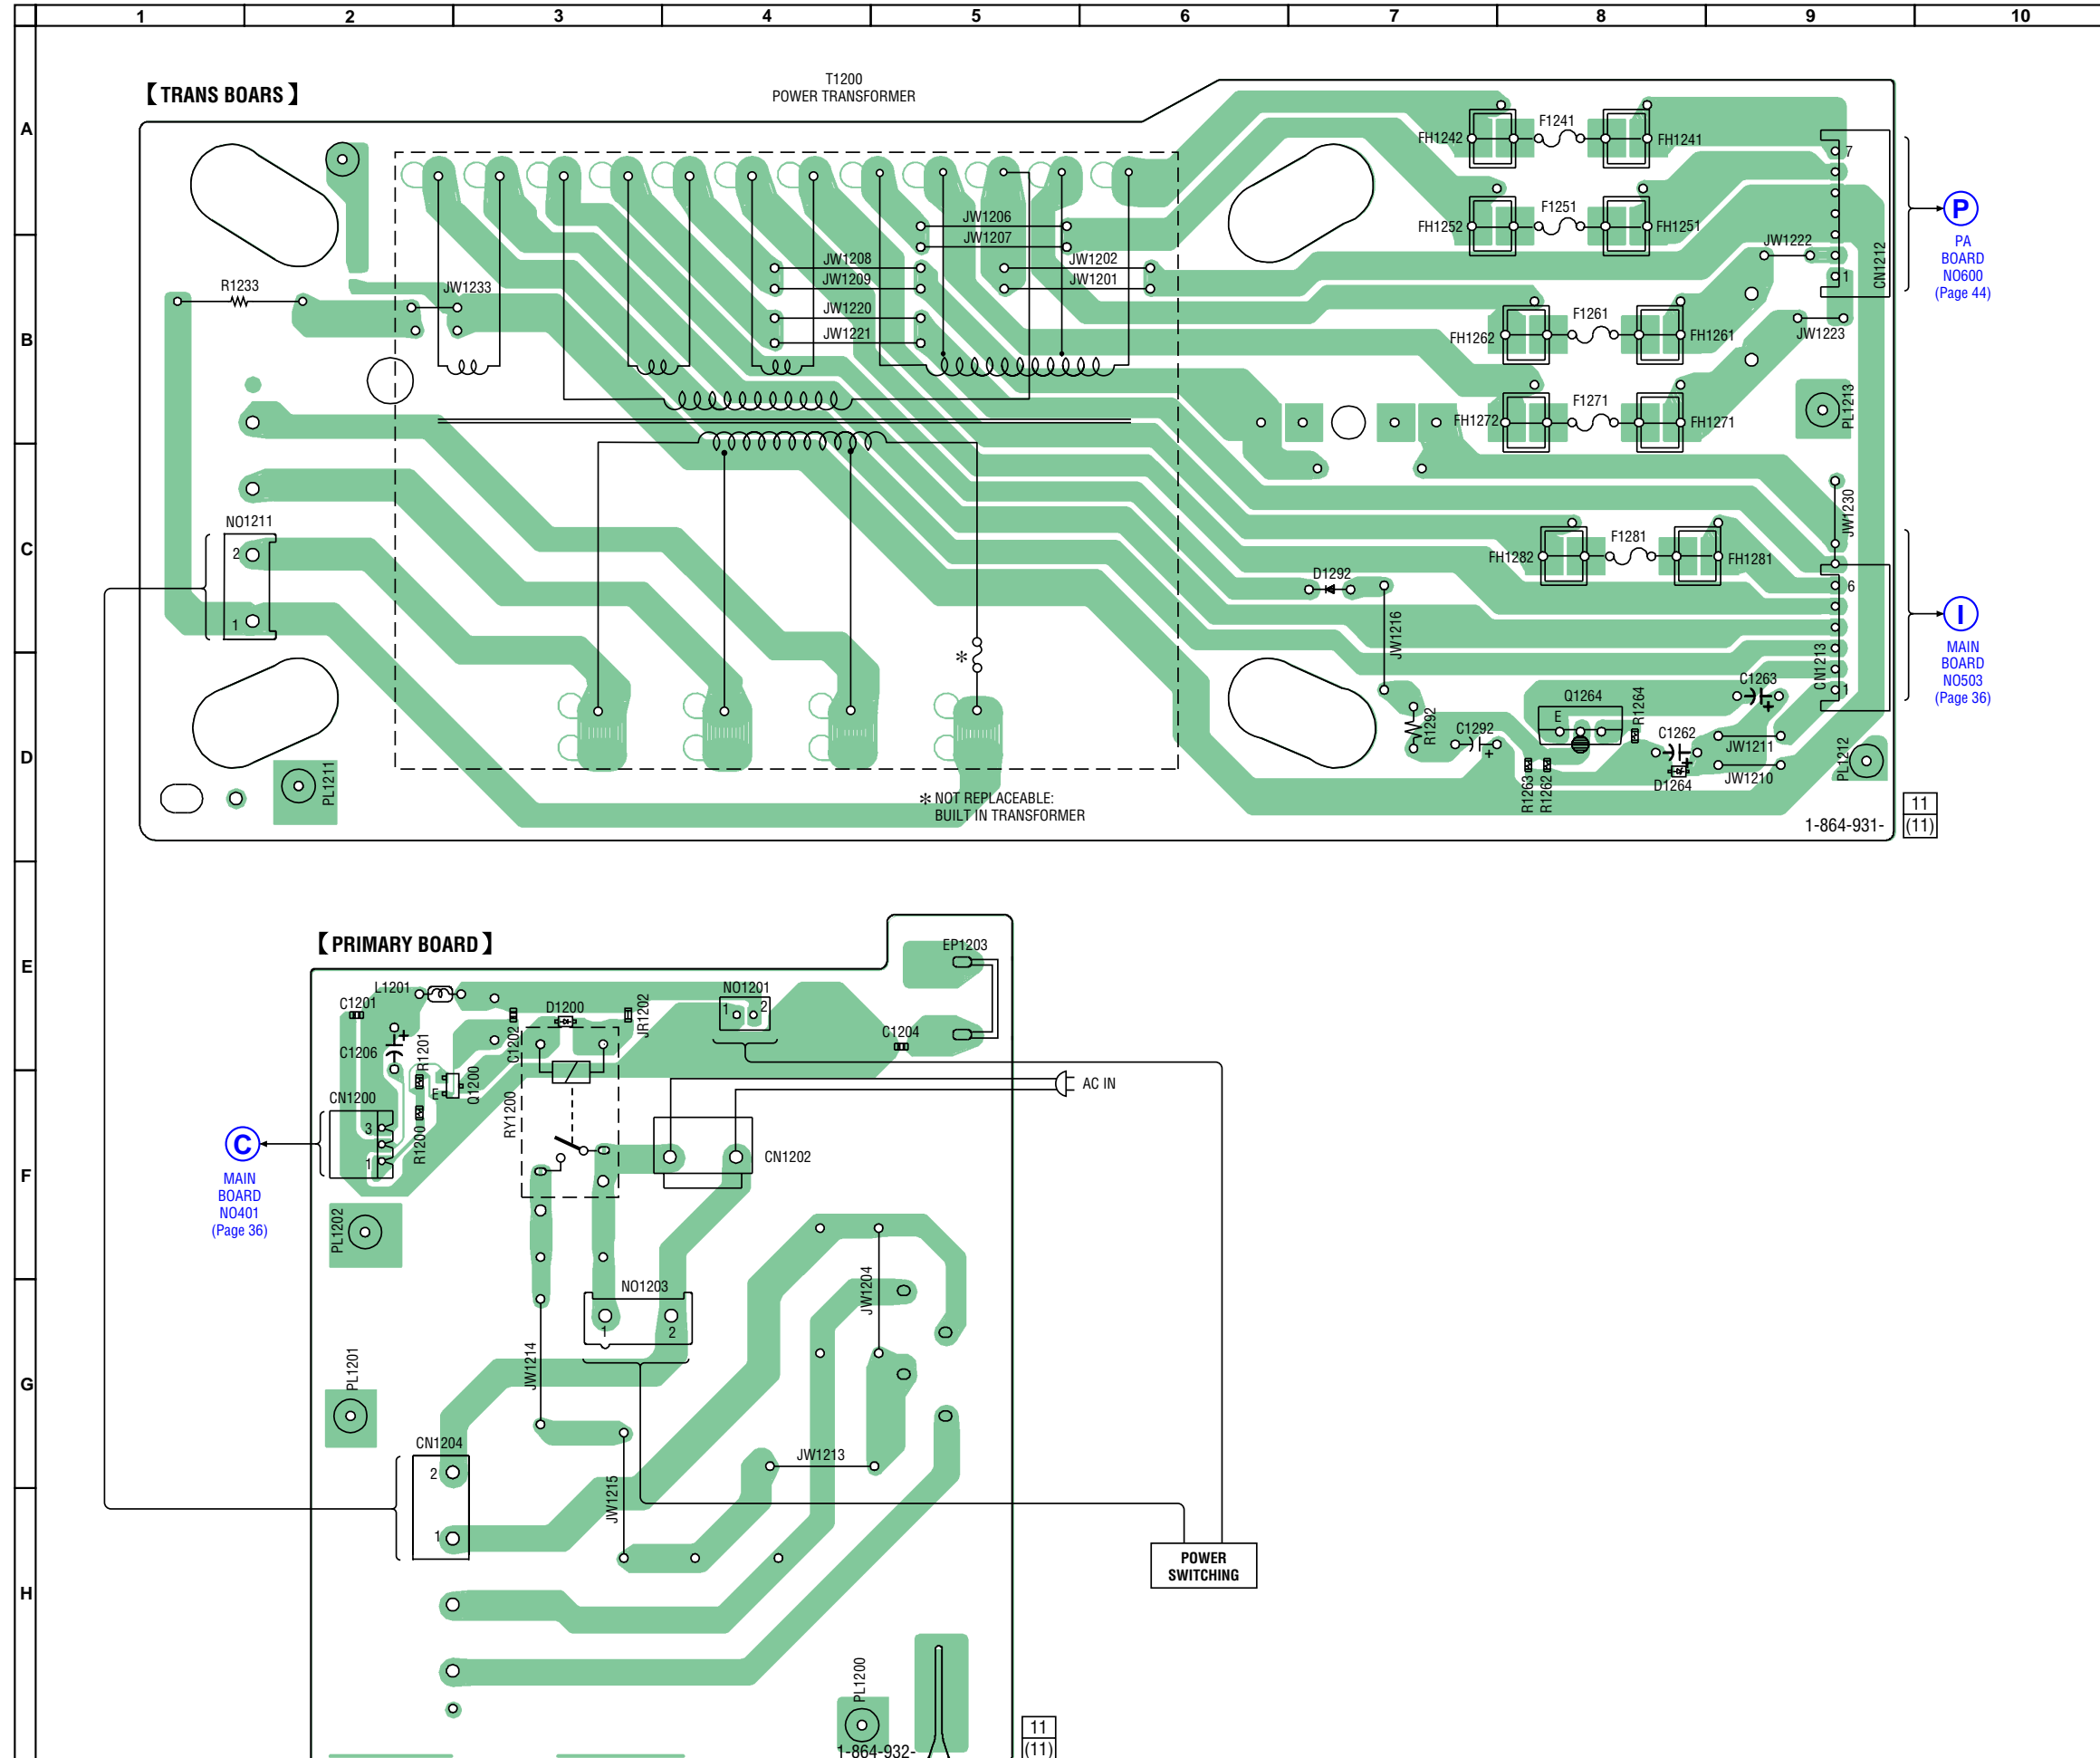 1 2 3 4 5 6 7 8 9 10
A
B
C
D
E
F
G
H
【 TRANS BOARS 】
T1200
POWER TRANSFORMER
FH1242
F1241
FH1241
7
FH1252
F1251
FH1251
JW1222
CN1212
1
P
PA
BOARD
NO600
(Page 44)
JW1206
JW1207
JW1208
JW1202
JW1209
JW1201
JW1220
JW1221
R1233
JW1233
FH1262
F1261
FH1261
JW1223
FH1272
F1271
FH1271
PL1213
NO1211
2
1
JW1230
FH1282
F1281
FH1281
6
D1292
JW1216
CN1213
1
I
MAIN
BOARD
NO503
(Page 36)
*
C1263
+
Q1264
E
R1264
R1292
C1292
+
C1262
+
JW1211
D1264
JW1210
R1263
R1262
PL1212
PL1211
* NOT REPLACEABLE:
BUILT IN TRANSFORMER
1-864-931-
11
(11)
【 PRIMARY BOARD 】
EP1203
L1201
C1201
D1200
NO1201
1
2
JR1202
C1202
C1204
C1206
+
R1201
E
Q1200
CN1200
3
1
R1200
RY1200
AC IN
CN1202
C
MAIN
BOARD
NO401
(Page 36)
PL1202
NO1203
1
2
JW1204
JW1214
PL1201
CN1204
2
1
JW1213
JW1215
POWER
SWITCHING
PL1200
1-864-932-
11
(11)